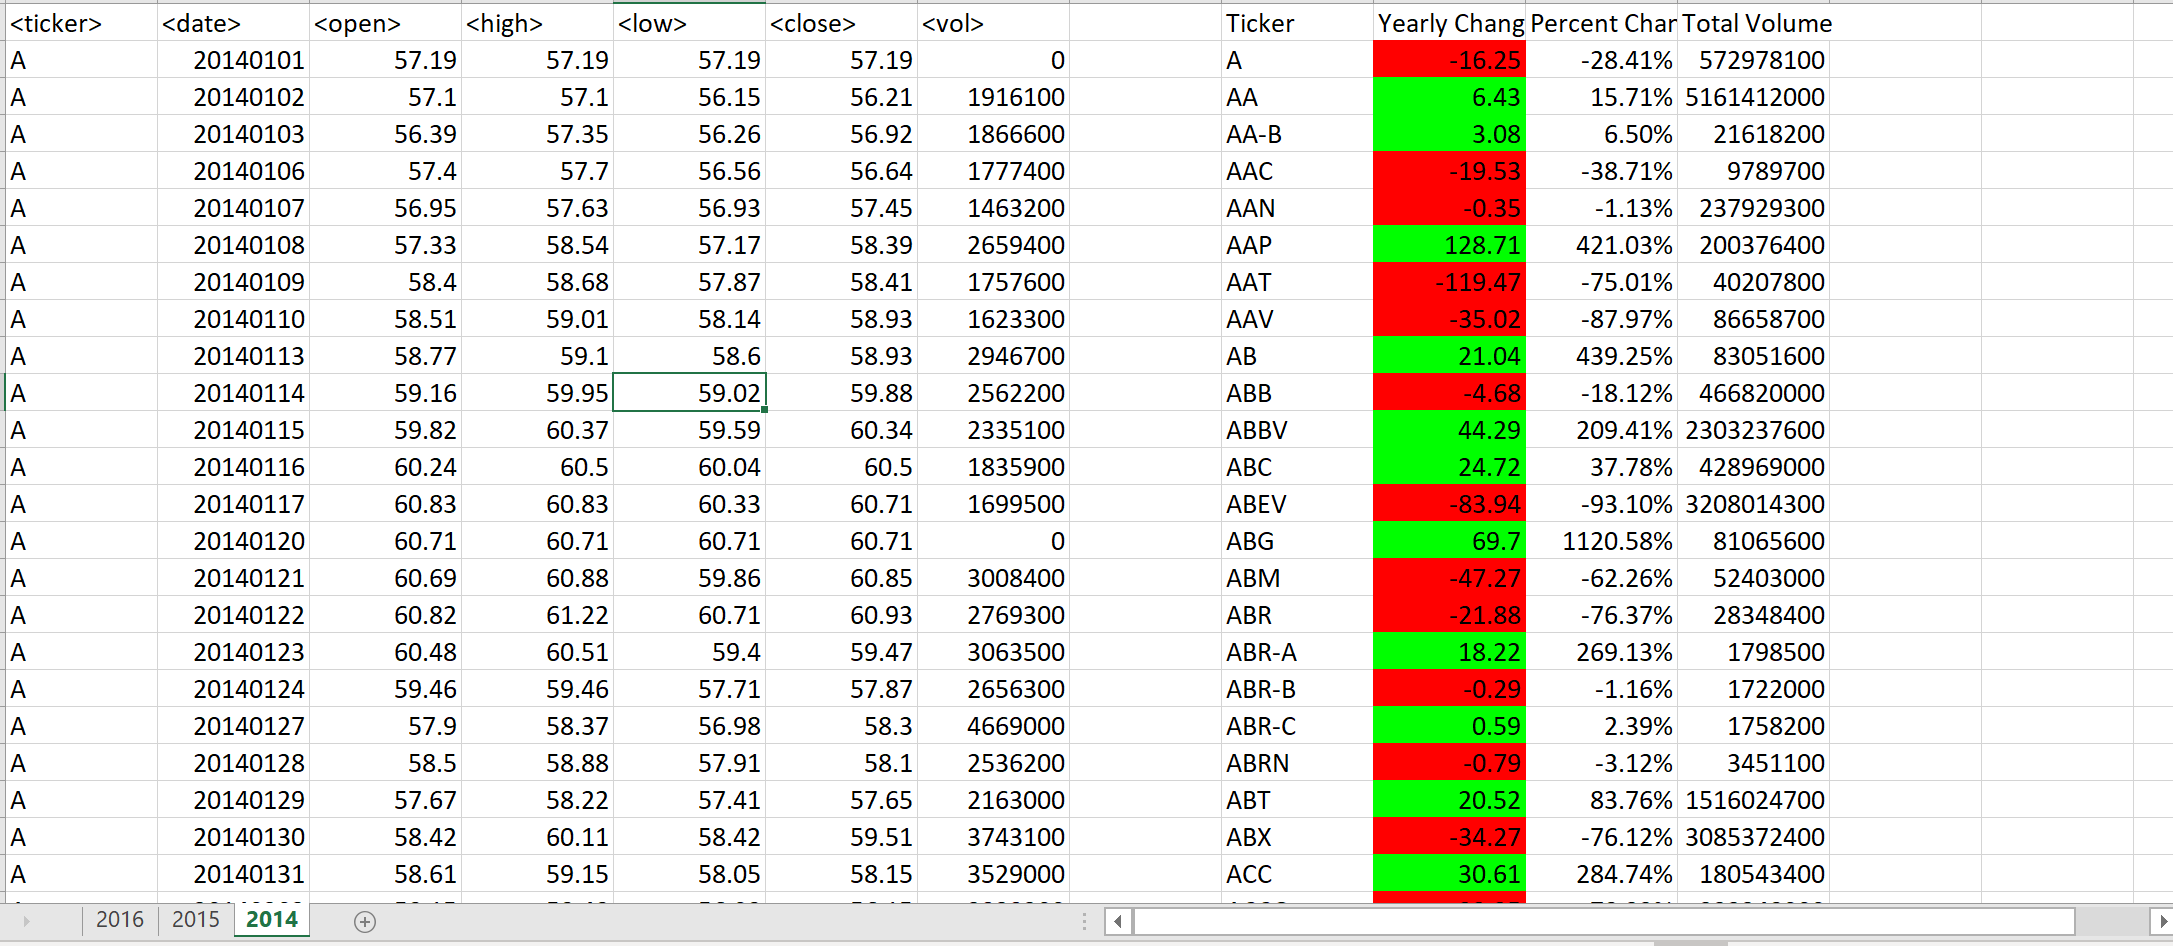 <ticker> <date> <open> <high> <low> <close> <vol> Ticker Yearly Chang Percent Char Total Volume
A 20140101 57.19 57.19 57.19 57.19 0 A -16.25 -28.41% 572978100
A 20140102 57.1 57.1 56.15 56.21 1916100 AA 6.43 15.71% 5161412000
A 20140103 56.39 57.35 56.26 56.92 1866600 AA-B 3.08 6.50% 21618200
A 20140106 57.4 57.7 56.56 56.64 1777400 AAC -19.53 -38.71% 9789700
A 20140107 56.95 57.63 56.93 57.45 1463200 AAN -0.35 -1.13% 237929300
A 20140108 57.33 58.54 57.17 58.39 2659400 AAP 128.71 421.03% 200376400
A 20140109 58.4 58.68 57.87 58.41 1757600 AAT -119.47 -75.01% 40207800
A 20140110 58.51 59.01 58.14 58.93 1623300 AAV -35.02 -87.97% 86658700
A 20140113 58.77 59.1 58.6 58.93 2946700 AB 21.04 439.25% 83051600
A 20140114 59.16 59.95 59.02 59.88 2562200 ABB -4.68 -18.12% 466820000
A 20140115 59.82 60.37 59.59 60.34 2335100 ABBV 44.29 209.41% 2303237600
A 20140116 60.24 60.5 60.04 60.5 1835900 ABC 24.72 37.78% 428969000
A 20140117 60.83 60.83 60.33 60.71 1699500 ABEV -83.94 -93.10% 3208014300
A 20140120 60.71 60.71 60.71 60.71 0 ABG 69.7 1120.58% 81065600
A 20140121 60.69 60.88 59.86 60.85 3008400 ABM -47.27 -62.26% 52403000
A 20140122 60.82 61.22 60.71 60.93 2769300 ABR -21.88 -76.37% 28348400
A 20140123 60.48 60.51 59.4 59.47 3063500 ABR-A 18.22 269.13% 1798500
A 20140124 59.46 59.46 57.71 57.87 2656300 ABR-B -0.29 -1.16% 1722000
A 20140127 57.9 58.37 56.98 58.3 4669000 ABR-C 0.59 2.39% 1758200
A 20140128 58.5 58.88 57.91 58.1 2536200 ABRN -0.79 -3.12% 3451100
A 20140129 57.67 58.22 57.41 57.65 2163000 ABT 20.52 83.76% 1516024700
A 20140130 58.42 60.11 58.42 59.51 3743100 ABX -34.27 -76.12% 3085372400
A 20140131 58.61 59.15 58.05 58.15 3529000 ACC 30.61 284.74% 180543400
2016 2015 2014